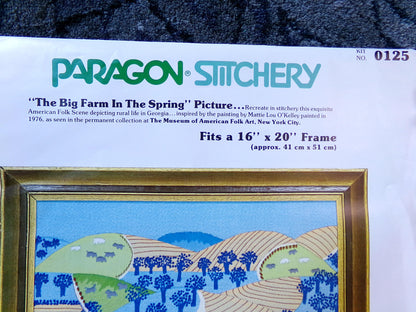 KIT NO. 0125
PARAGON® STITCHERY
"The Big Farm In The Spring" Picture...Recreate in stitchery this exquisite
American Folk Scene depicting rural life in Georgia...inspired by the painting by Mattie Lou O'Kelley painted in
1976, as seen in the permanent collection at The Museum of American Folk Art, New York City.
Fits a 16" x 20" Frame
(approx. 41 cm x 51 cm)